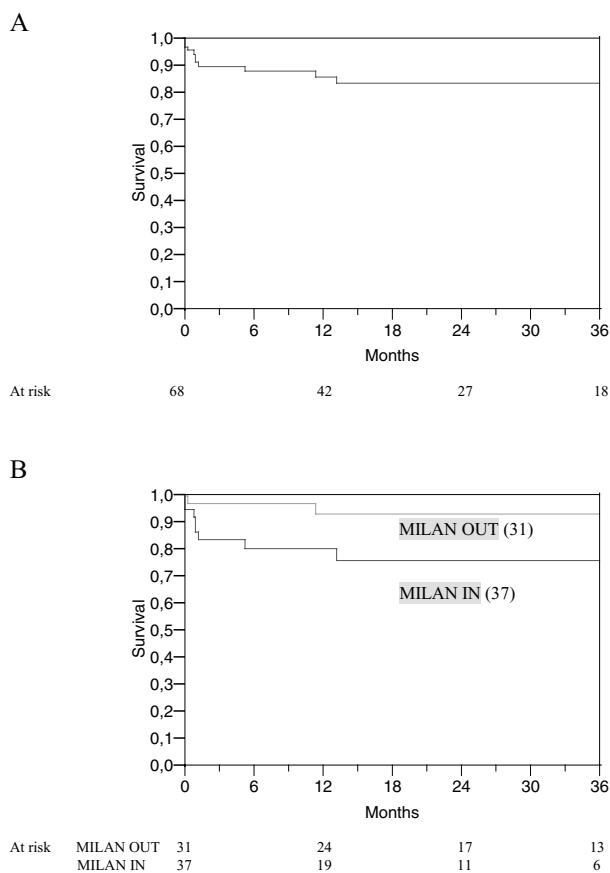 A
1,0
0,9
0,8
0,7
0,6
0,5
0,4
0,3
0,2
0,1
0,0
Survival
0 6 12 18 24 30 36
Months
At risk 68 42 27 18
B
1,0
0,9
0,8
0,7
0,6
0,5
0,4
0,3
0,2
0,1
0,0
Survival
MILAN OUT (31)
MILAN IN (37)
0 6 12 18 24 30 36
Months
At risk MILAN OUT 31 24 17 13
MILAN IN 37 19 11 6